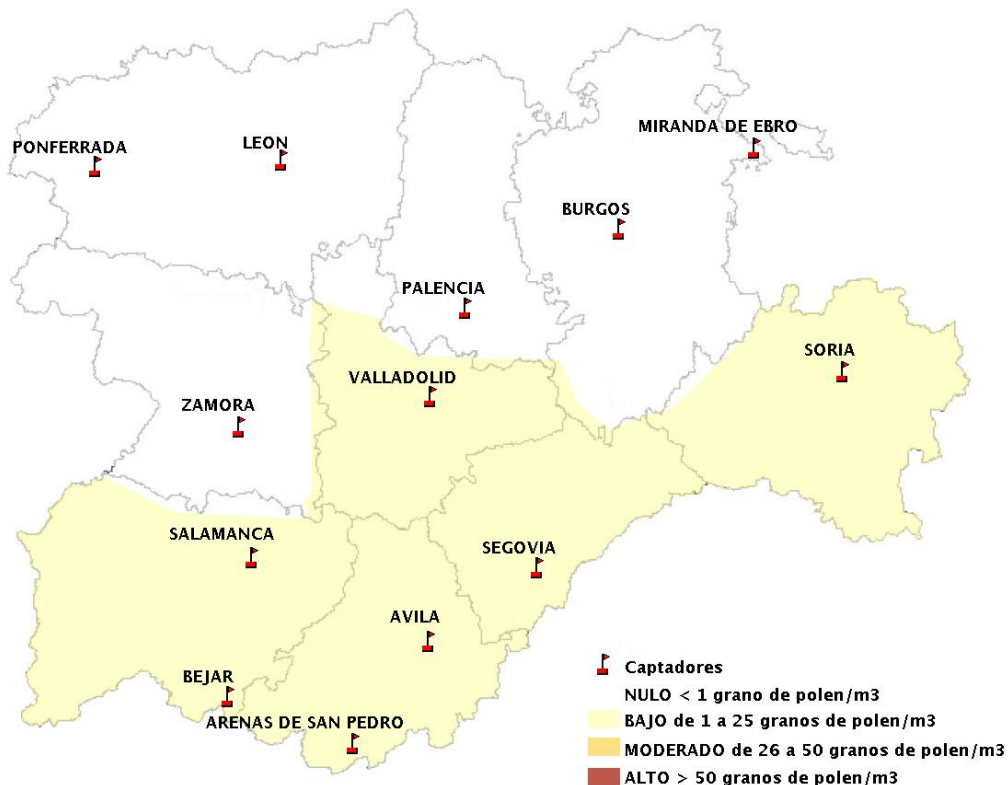 MIRANDA DE EBRO
PONFERRADA
LEON
BURGOS
PALENCIA
SORIA
VALLADOLID
ZAMORA
SALAMANCA
SEGOVIA
AVILA
BEJAR
ARENAS DE SAN PEDRO
Captadores
NULO < 1 grano de polen/m3
BAJO de 1 a 25 granos de polen/m3
MODERADO de 26 a 50 granos de polen/m3
ALTO > 50 granos de polen/m3